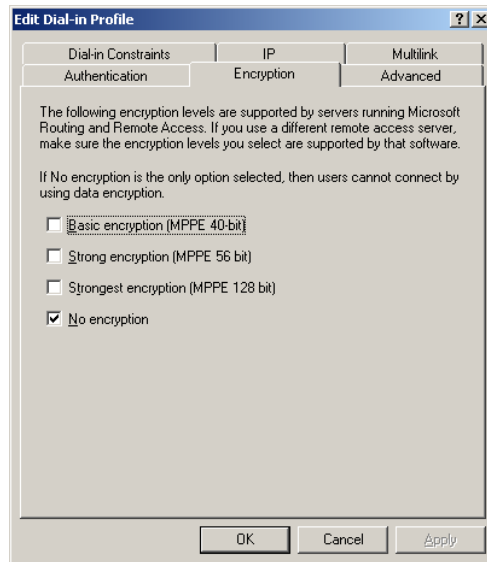 Edit Dial-in Profile
Dial-in Constraints IP Multilink
Authentication Encryption Advanced
The following encryption levels are supported by servers running Microsoft
Routing and Remote Access. If you use a different remote access server,
make sure the encryption levels you select are supported by that software.
If No encryption is the only option selected, then users cannot connect by
using data encryption.
Basic encryption (MPPE 40-bit)
Strong encryption (MPPE 56 bit)
Strongest encryption (MPPE 128 bit)
No encryption
OK Cancel Apply